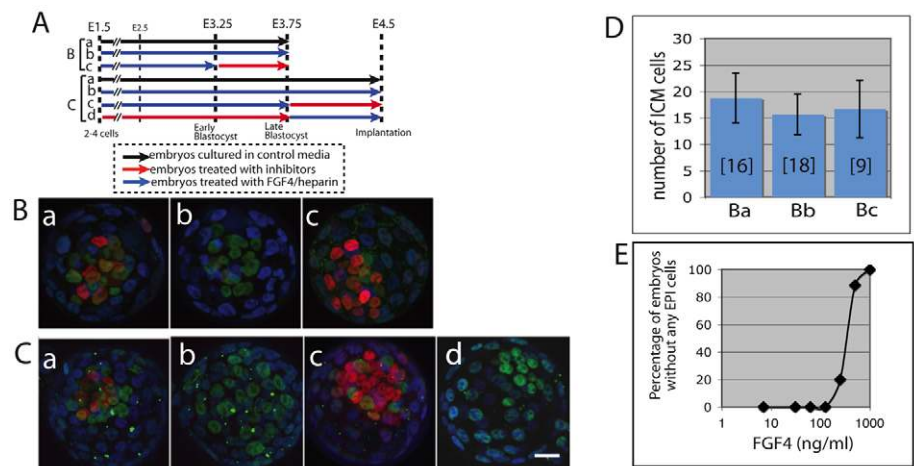 A
E1.5 E2.5 E3.25 E3.75 E4.5
B
a
b
c
C
a
b
c
d
2-4 cells
Early Blastocyst
Late Blastocyst
Implantation
embryos cultured in control media
embryos treated with inhibitors
embryos treated with FGF4/heparin
B
a b c
C
a b c d
D
number of ICM cells
30
25
20
15
10
5
0
[16] [18] [9]
Ba Bb Bc
E
Percentage of embryos
without any EPI cells
100
80
60
40
20
0
1 10 100 1000
FGF4 (ng/ml)